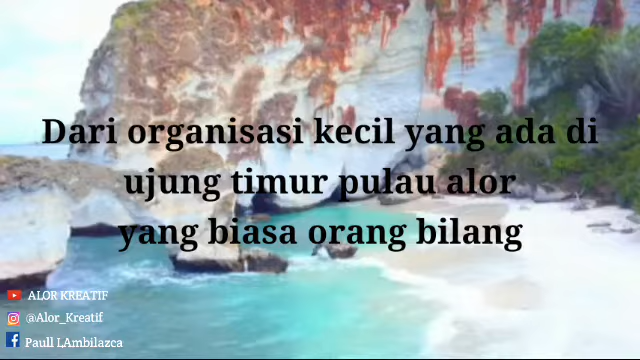 Dari organisasi kecil yang ada di
ujung timur pulau alor
yang biasa orang bilang
ALOR KREATIF
@Alor_Kreatif
Paull LAmbilazca